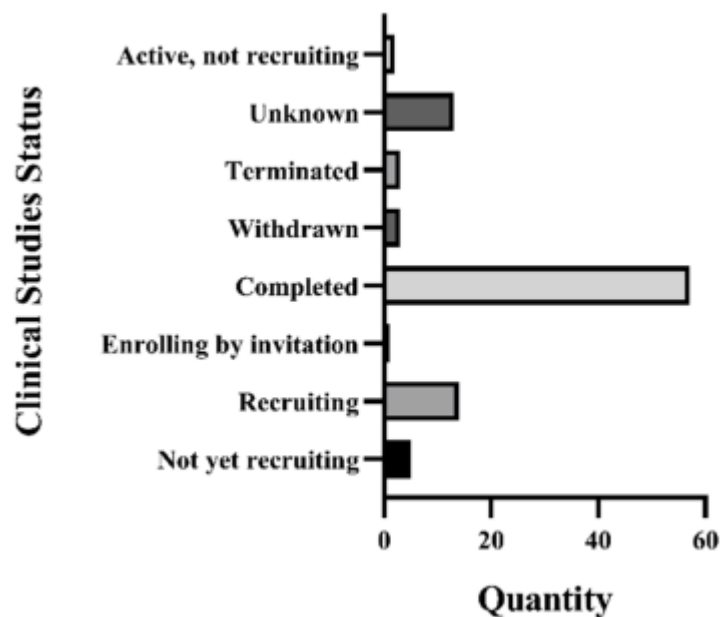 Clinical Studies Status
Active, not recruiting
Unknown
Terminated
Withdrawn
Completed
Enrolling by invitation
Recruiting
Not yet recruiting
0 20 40 60
Quantity